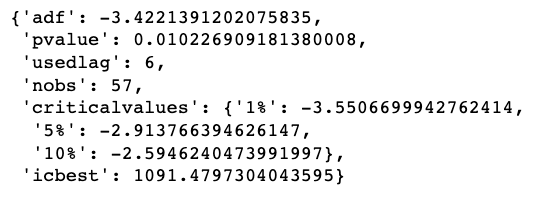 {'adf': -3.4221391202075835,
'pvalue': 0.010226909181380008,
'usedlag': 6,
'nobs': 57,
'criticalvalues': {'1%': -3.5506699942762414,
'5%': -2.913766394626147,
'10%': -2.5946240473991997},
'icbest': 1091.4797304043595}